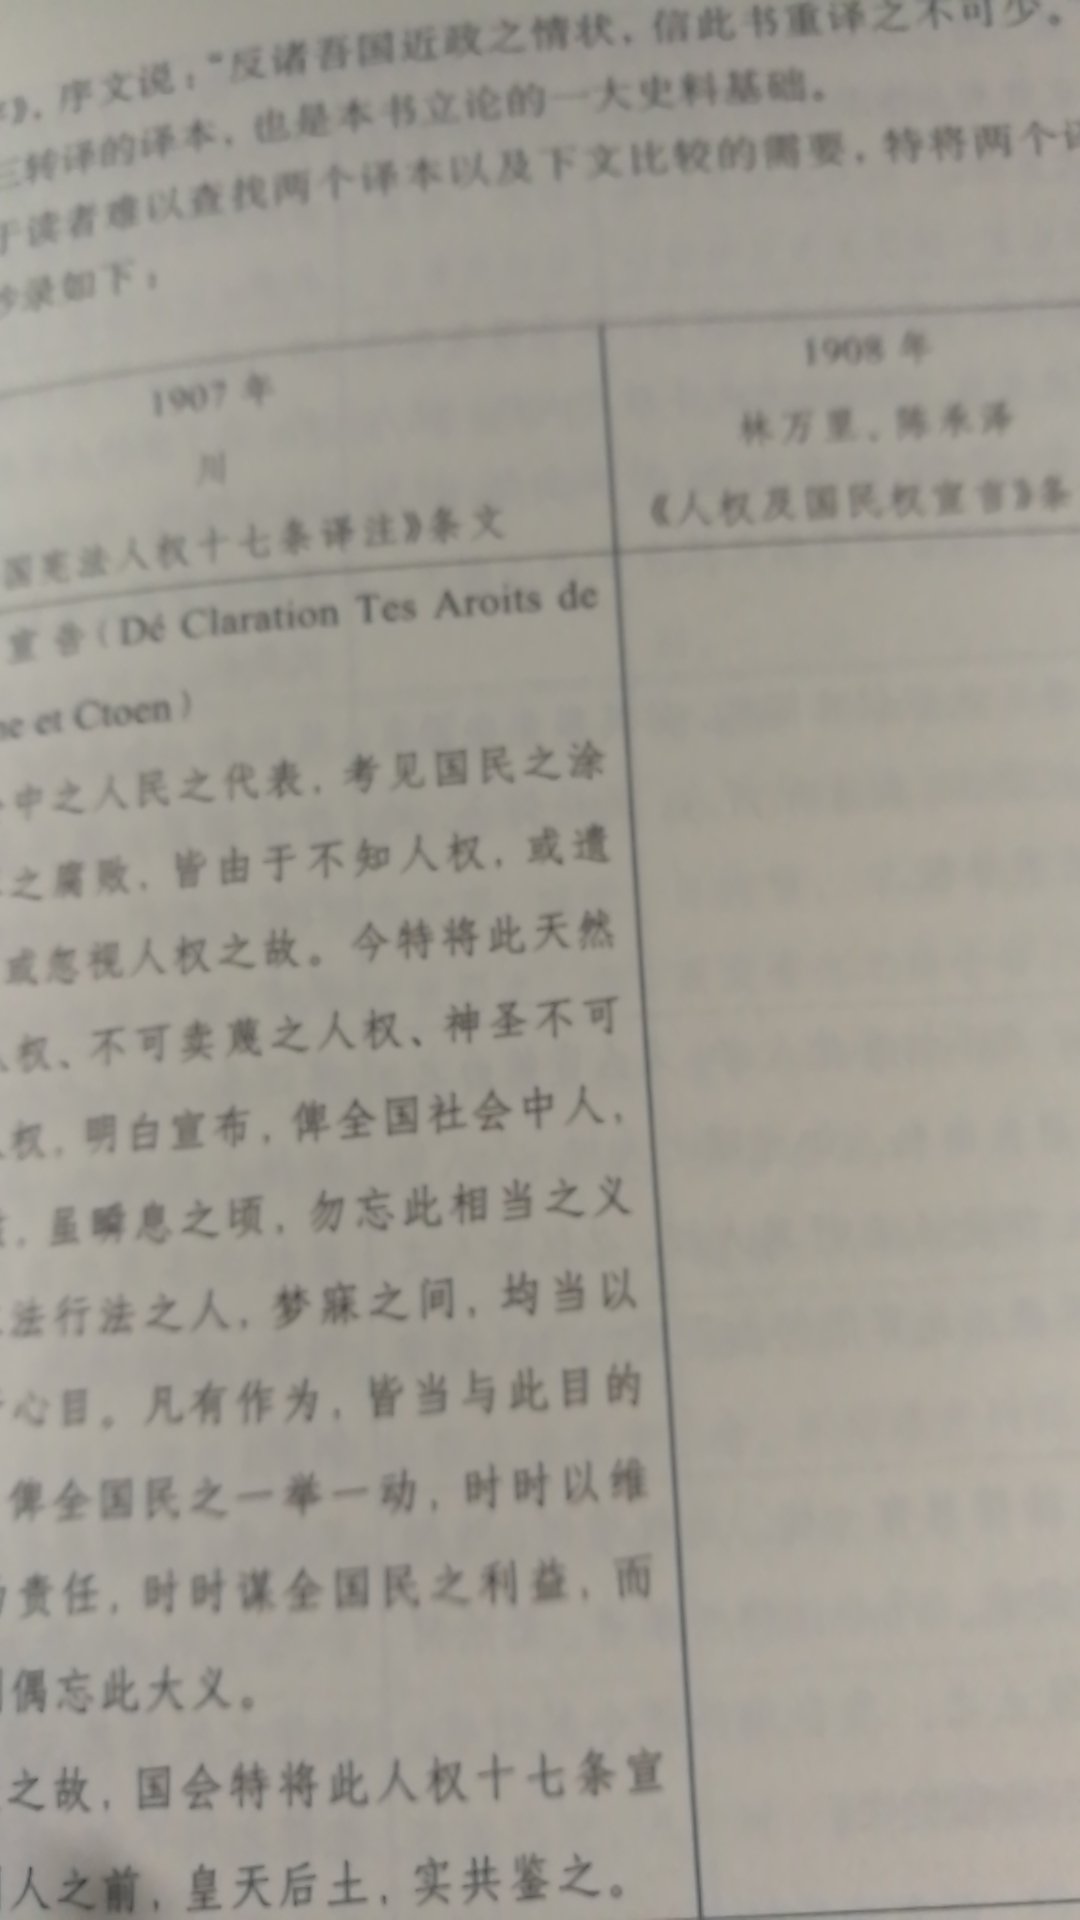 序文说：“反诸吾国近政之情状，信此书重译之不可少。
三转译的译本，也是本书立论的一大史料基础。
于读者难以查找两个译本以及下文比较的需要，特将两个译
抄录如下：
1907 年
川
国宪法人权十七条译注》条文
1908 年
林万里、陈承泽
《人权及国民权宣言》条
宣告（Dé Claration Tes Aroits de
ne et Ctoen）
中之人民之代表，考见国民之涂
之腐败，皆由于不知人权，或遗
或忽视人权之故。今特将此天然
权、不可卖蔑之人权、神圣不可
权，明白宣布，俾全国社会中人，
，虽瞬息之顷，勿忘此相当之义
法行法之人，梦寐之间，均当以
心目。凡有作为，皆当与此目的
俾全国民之一举一动，时时以维
责任，时时谋全国民之利益，而
偶忘此大义。
之故，国会特将此人权十七条宣
人之前，皇天后土，实共鉴之。